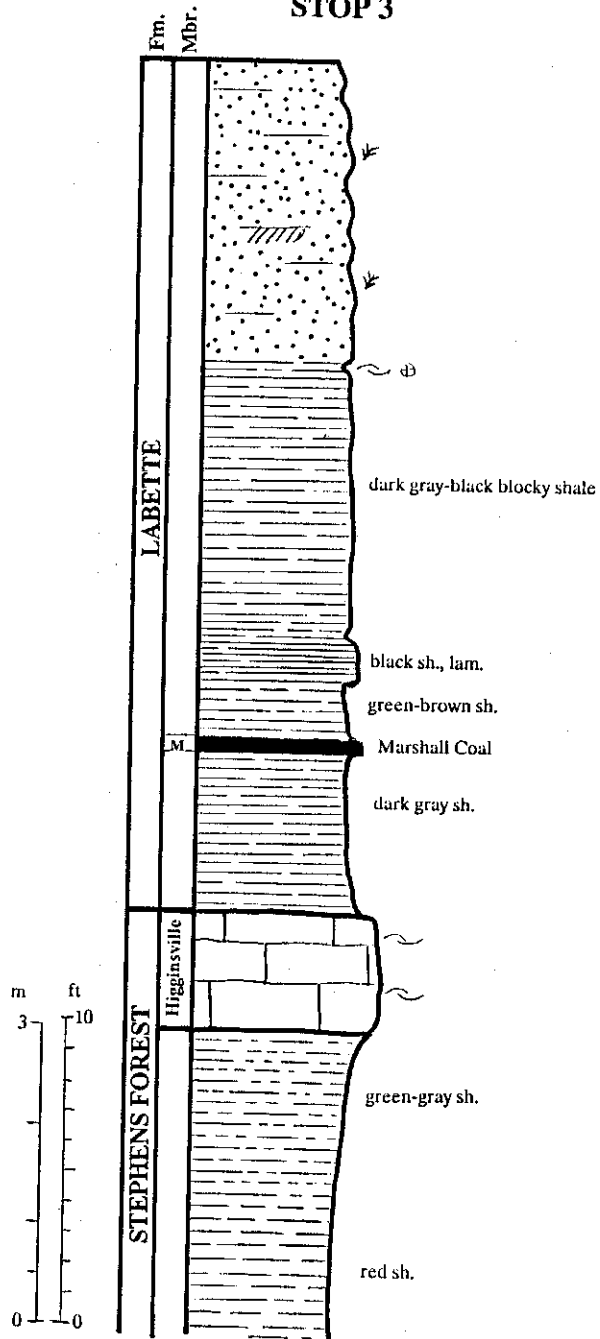 STOP 3
Fm.
Mbr.
LABETTE
dark gray-black blocky shale
black sh., lam.
green-brown sh.
M
Marshall Coal
dark gray sh.
Higginsville
m ft
3 10
STEPHENS FOREST
green-gray sh.
red sh.
0 0